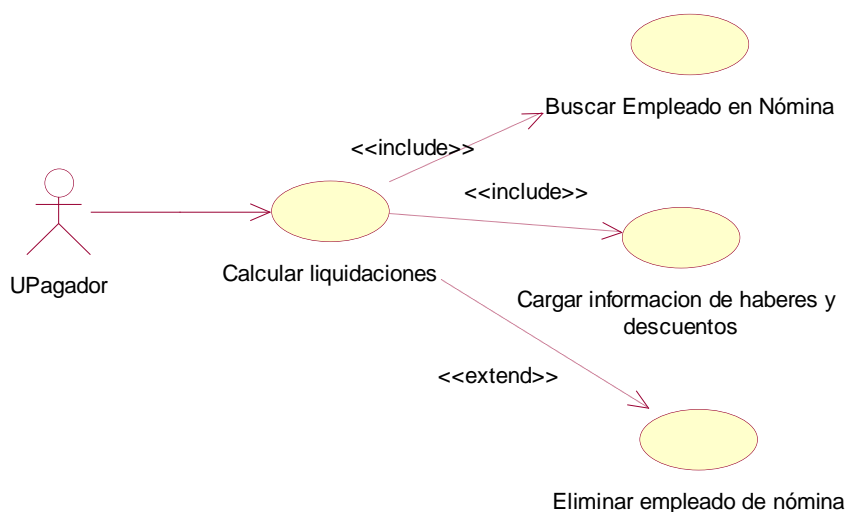 Buscar Empleado en Nómina
<<include>>
<<include>>
UPagador
Calcular liquidaciones
Cargar informacion de haberes y
descuentos
<<extend>>
Eliminar empleado de nómina